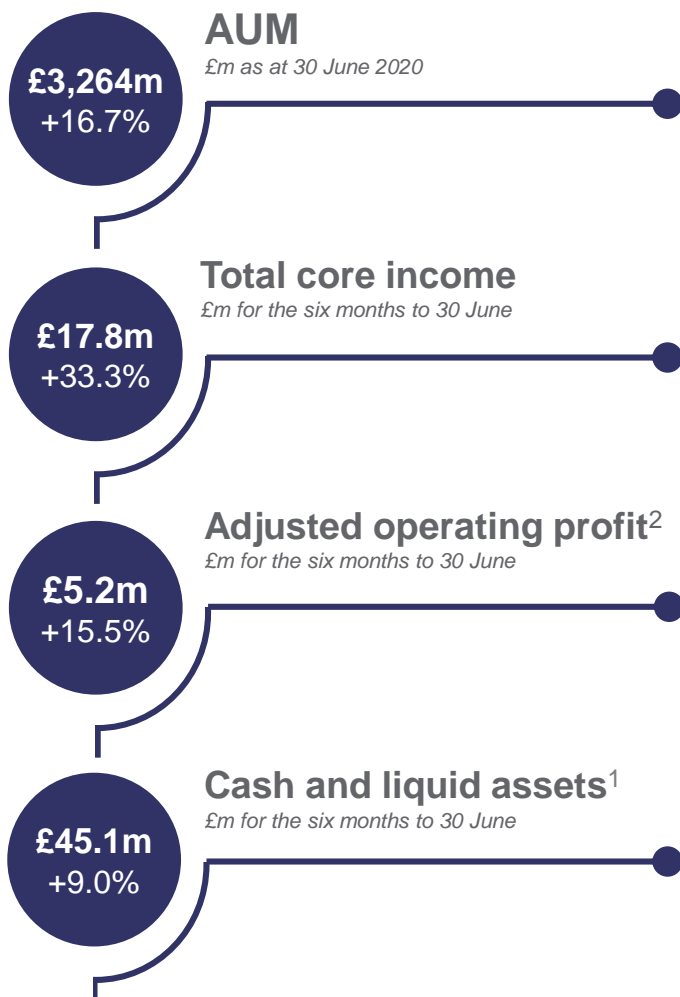 AUM
£m as at 30 June 2020
£3,264m
+16.7%
Total core income
£m for the six months to 30 June
£17.8m
+33.3%
Adjusted operating profit2
£m for the six months to 30 June
£5.2m
+15.5%
Cash and liquid assets1
£m for the six months to 30 June
£45.1m
+9.0%